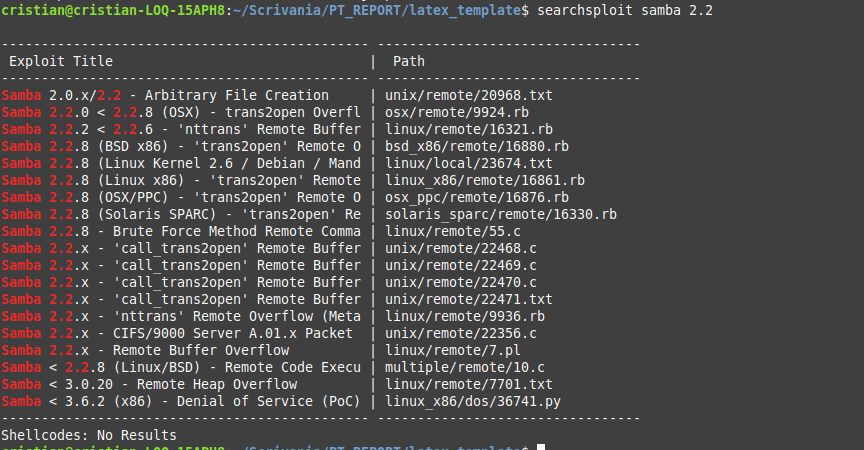 cristian@cristian-LOQ-15APH8:~/Scrivania/PT_REPORT/latex_template$ searchsploit samba 2.2
--------------------------------------------- ---------------------------------
 Exploit Title                               |  Path
--------------------------------------------- ---------------------------------
Samba 2.0.x/2.2 - Arbitrary File Creation    | unix/remote/20968.txt
Samba 2.2.0 < 2.2.8 (OSX) - trans2open Overfl | osx/remote/9924.rb
Samba 2.2.2 < 2.2.6 - 'nttrans' Remote Buffer | linux/remote/16321.rb
Samba 2.2.8 (BSD x86) - 'trans2open' Remote O | bsd_x86/remote/16880.rb
Samba 2.2.8 (Linux Kernel 2.6 / Debian / Mand | linux/local/23674.txt
Samba 2.2.8 (Linux x86) - 'trans2open' Remote | linux_x86/remote/16861.rb
Samba 2.2.8 (OSX/PPC) - 'trans2open' Remote O | osx_ppc/remote/16876.rb
Samba 2.2.8 (Solaris SPARC) - 'trans2open' Re | solaris_sparc/remote/16330.rb
Samba 2.2.8 - Brute Force Method Remote Comma | linux/remote/55.c
Samba 2.2.x - 'call_trans2open' Remote Buffer | unix/remote/22468.c
Samba 2.2.x - 'call_trans2open' Remote Buffer | unix/remote/22469.c
Samba 2.2.x - 'call_trans2open' Remote Buffer | unix/remote/22470.c
Samba 2.2.x - 'call_trans2open' Remote Buffer | unix/remote/22471.txt
Samba 2.2.x - 'nttrans' Remote Overflow (Meta | linux/remote/9936.rb
Samba 2.2.x - CIFS/9000 Server A.01.x Packet  | unix/remote/22356.c
Samba 2.2.x - Remote Buffer Overflow          | linux/remote/7.pl
Samba < 2.2.8 (Linux/BSD) - Remote Code Execu | multiple/remote/10.c
Samba < 3.0.20 - Remote Heap Overflow         | linux/remote/7701.txt
Samba < 3.6.2 (x86) - Denial of Service (PoC) | linux_x86/dos/36741.py
--------------------------------------------- ---------------------------------
Shellcodes: No Results
cristian@cristian-LOQ-15APH8:~/Scrivania/PT_REPORT/latex_template$